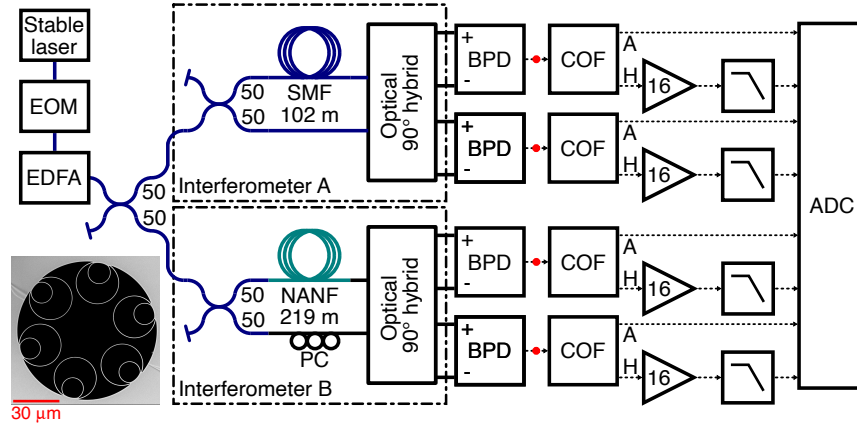 Stable
laser
EOM
EDFA
50
50
50
50
SMF
102 m
Optical
90° hybrid
Interferometer A
+
BPD
-
COF
A
H
16
+
BPD
-
COF
A
H
16
ADC
50
50
NANF
219 m
PC
Optical
90° hybrid
Interferometer B
+
BPD
-
COF
A
H
16
+
BPD
-
COF
A
H
16
30 μm